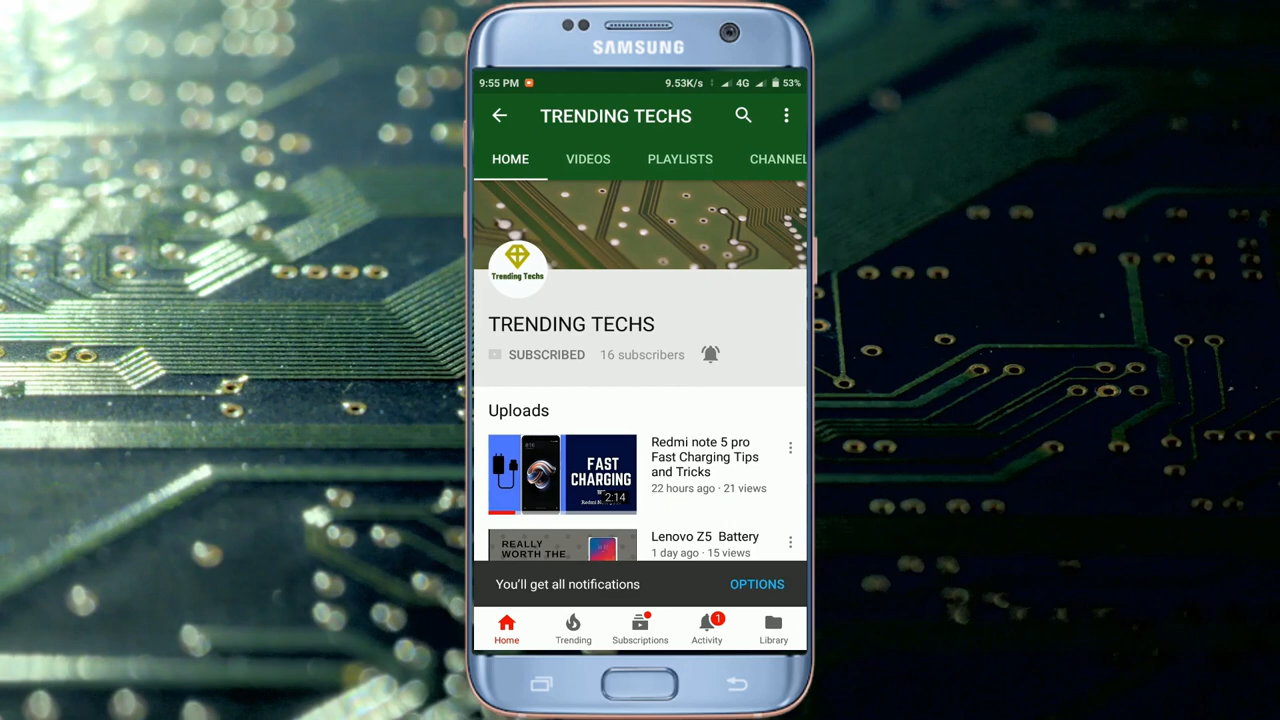 SAMSUNG
9:55 PM 9.53K/s 4G 53%
TRENDING TECHS
HOME VIDEOS PLAYLISTS CHANNEL
Trending Techs
TRENDING TECHS
SUBSCRIBED 16 subscribers
Uploads
Redmi note 5 pro
Fast Charging Tips
and Tricks
22 hours ago · 21 views
FAST
CHARGING
2:14
Lenovo Z5 Battery
1 day ago · 15 views
REALLY
WORTH THE
You'll get all notifications OPTIONS
1
Home Trending Subscriptions Activity Library